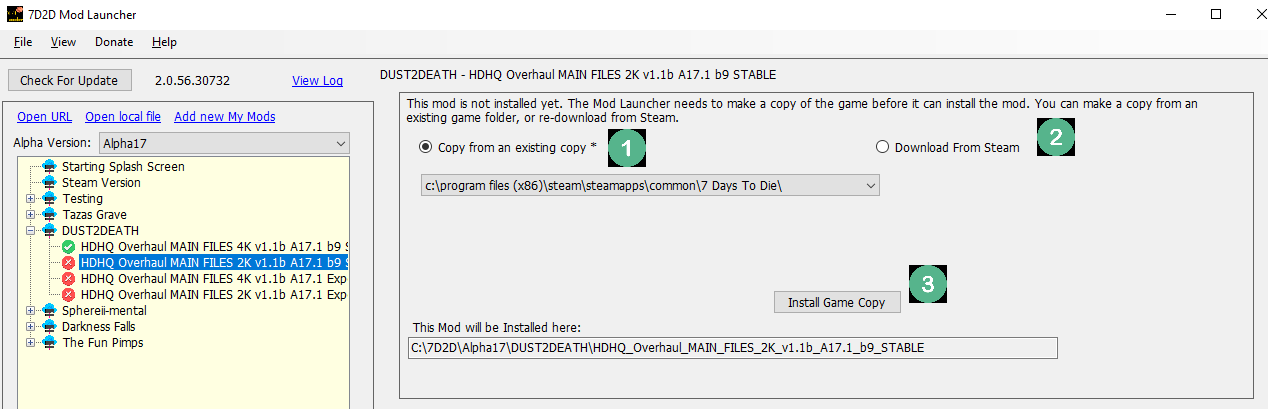 7D2D Mod Launcher
File View Donate Help
Check For Update 2.0.56.30732 View Log
Open URL Open local file Add new My Mods
Alpha Version: Alpha17
Starting Splash Screen
Steam Version
Testing
Tazas Grave
DUST2DEATH
HDHQ Overhaul MAIN FILES 4K v1.1b A17.1 b9 S
HDHQ Overhaul MAIN FILES 2K v1.1b A17.1 b9 S
HDHQ Overhaul MAIN FILES 4K v1.1b A17.1 Exp
HDHQ Overhaul MAIN FILES 2K v1.1b A17.1 Exp
Sphereii-mental
Darkness Falls
The Fun Pimps
DUST2DEATH - HDHQ Overhaul MAIN FILES 2K v1.1b A17.1 b9 STABLE
This mod is not installed yet. The Mod Launcher needs to make a copy of the game before it can install the mod. You can make a copy from an
existing game folder, or re-download from Steam.
Copy from an existing copy * 1
Download From Steam 2
c:\program files (x86)\steam\steamapps\common\7 Days To Die\
Install Game Copy 3
This Mod will be Installed here:
C:\7D2D\Alpha17\DUST2DEATH\HDHQ_Overhaul_MAIN_FILES_2K_v1.1b_A17.1_b9_STABLE